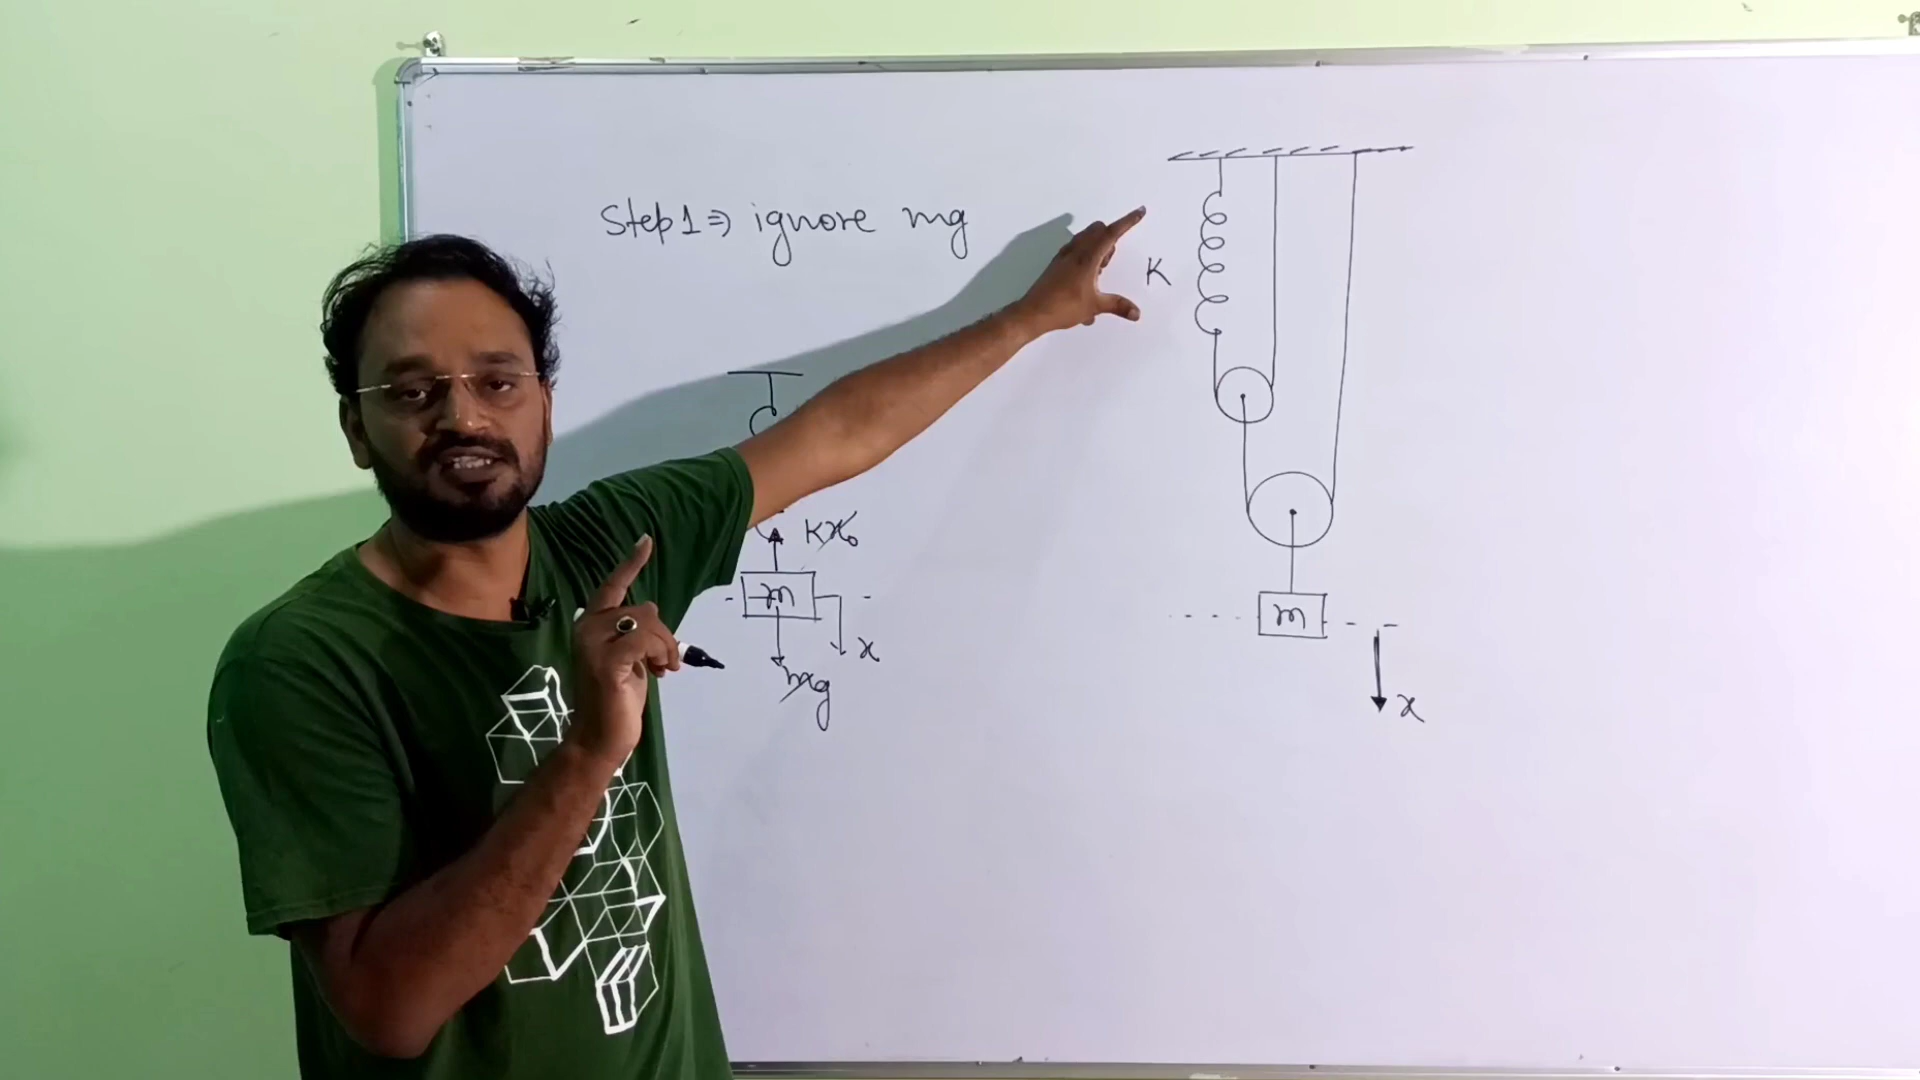 Step 1 ⇒ ignore mg
Kx₀
m
x
mg
K
m
x